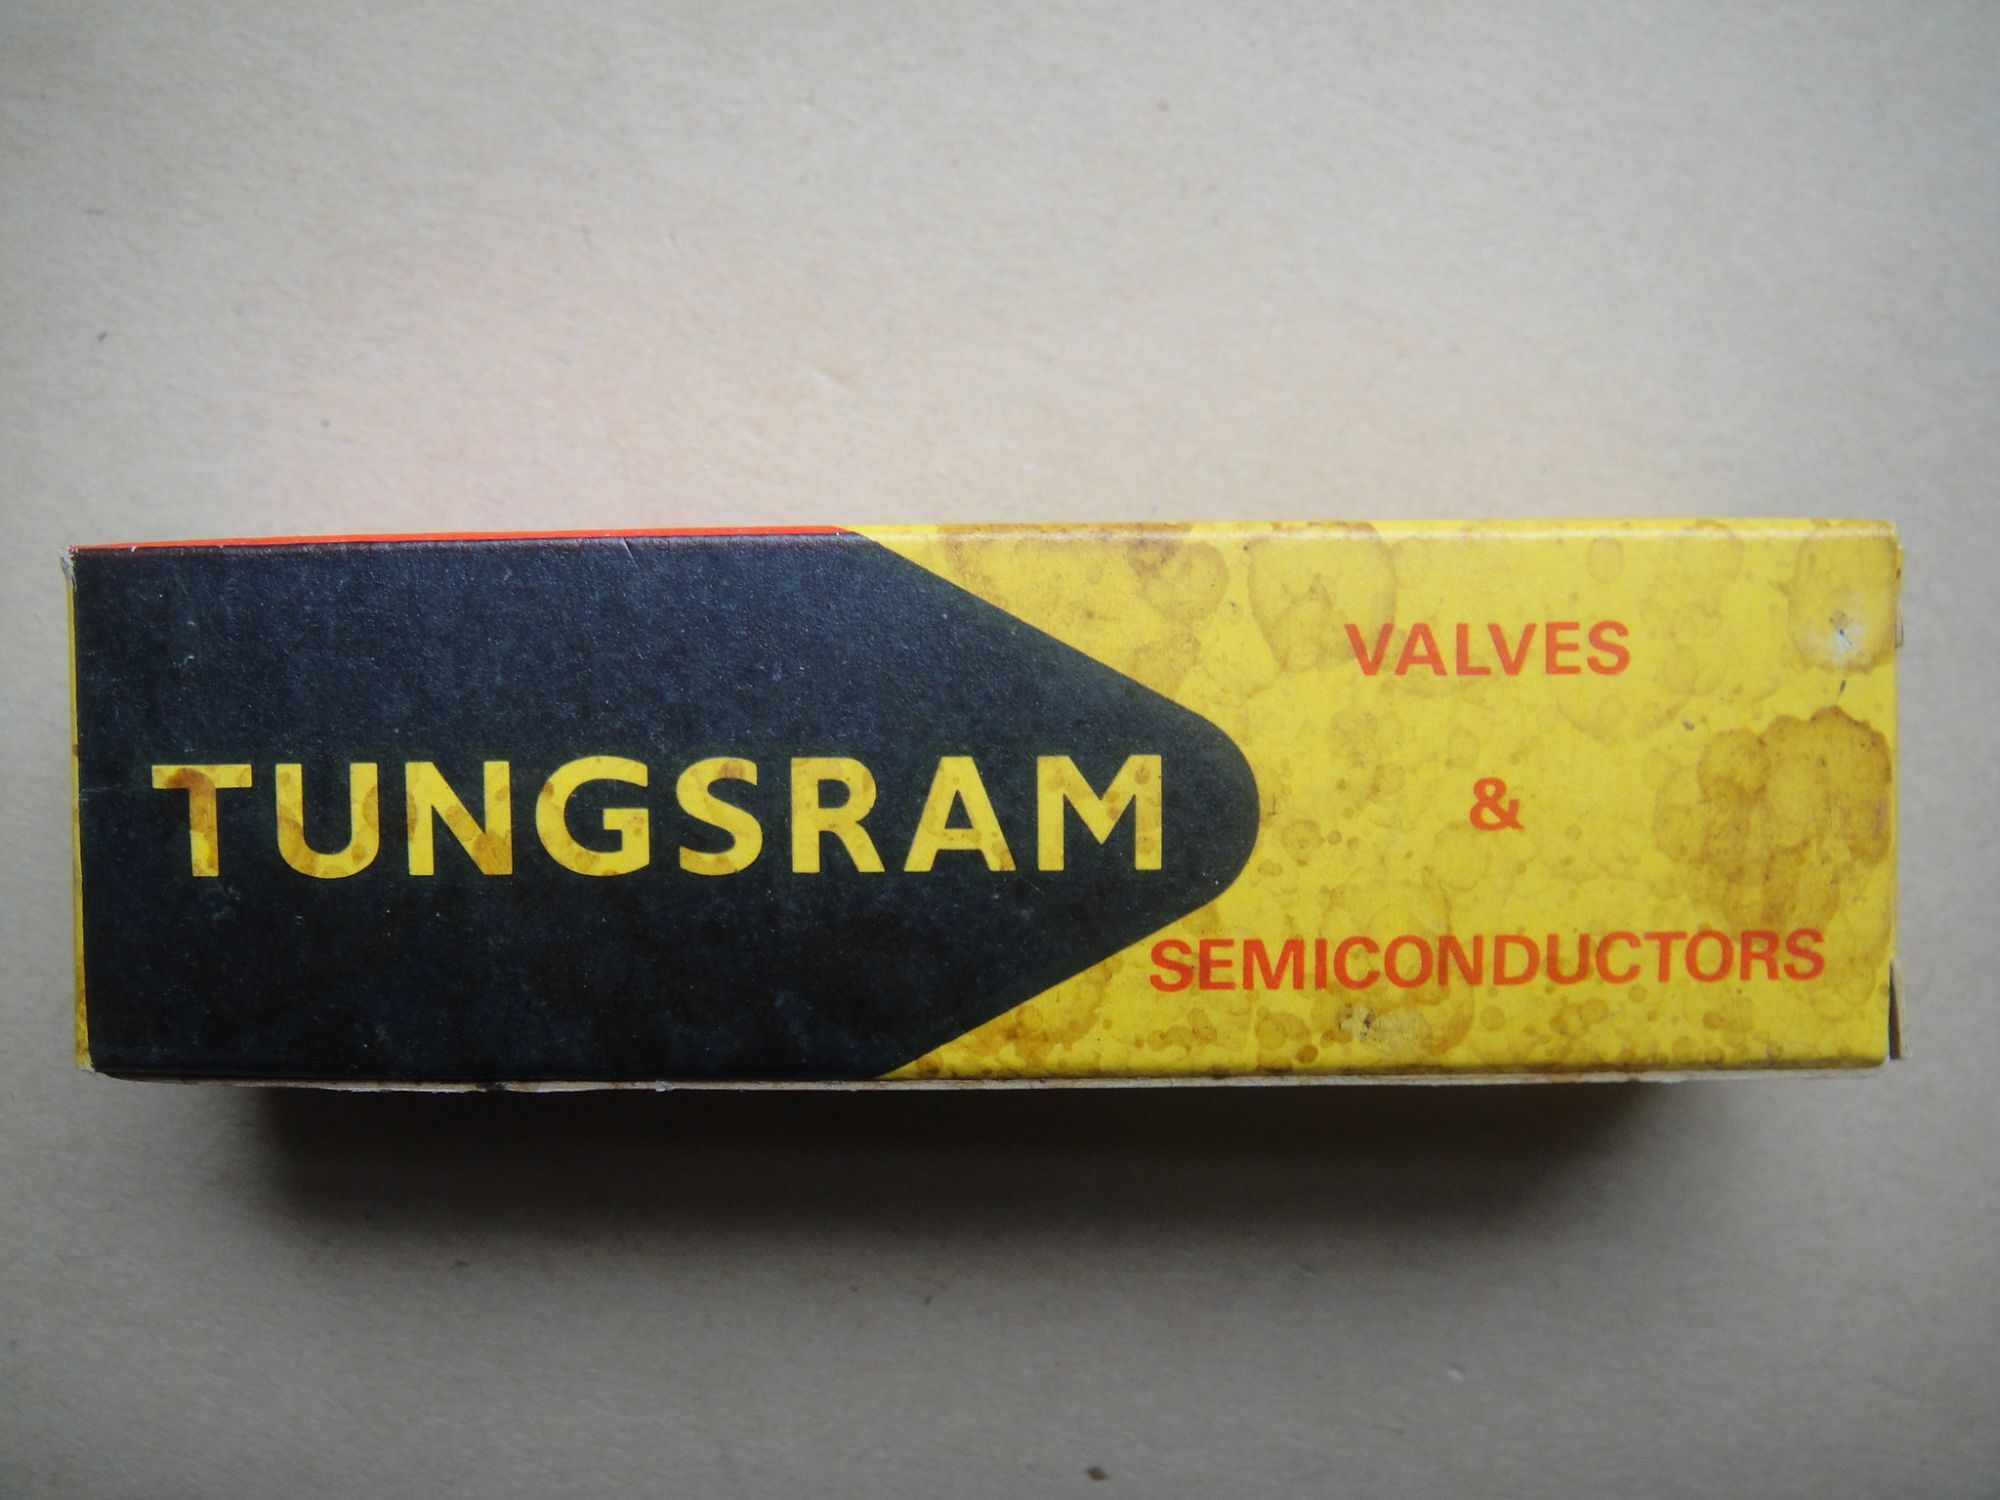 TUNGSRAM
VALVES
&
SEMICONDUCTORS